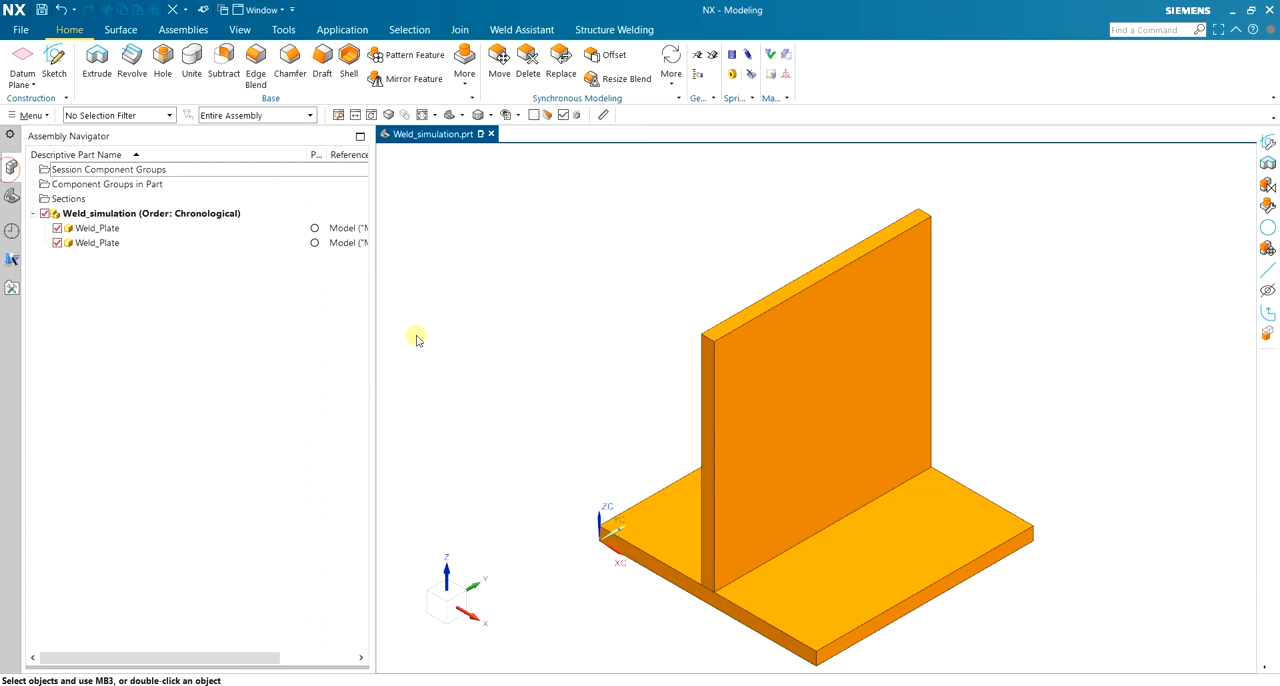 NX
Window
NX - Modeling
SIEMENS
File
Home
Surface
Assemblies
View
Tools
Application
Selection
Join
Weld Assistant
Structure Welding
Find a Command
Datum Plane
Sketch
Extrude
Revolve
Hole
Unite
Subtract
Edge Blend
Chamfer
Draft
Shell
Pattern Feature
Mirror Feature
More
Move
Delete
Replace
Offset
Resize Blend
More
Construction
Base
Synchronous Modeling
Ge...
Spri...
Ma...
Menu
No Selection Filter
Entire Assembly
Assembly Navigator
Weld_simulation.prt
Descriptive Part Name
P...
Reference
Session Component Groups
Component Groups in Part
Sections
Weld_simulation (Order: Chronological)
Weld_Plate
Model ("M
Weld_Plate
Model ("M
ZC
YC
XC
Z
Y
X
Select objects and use MB3, or double-click an object